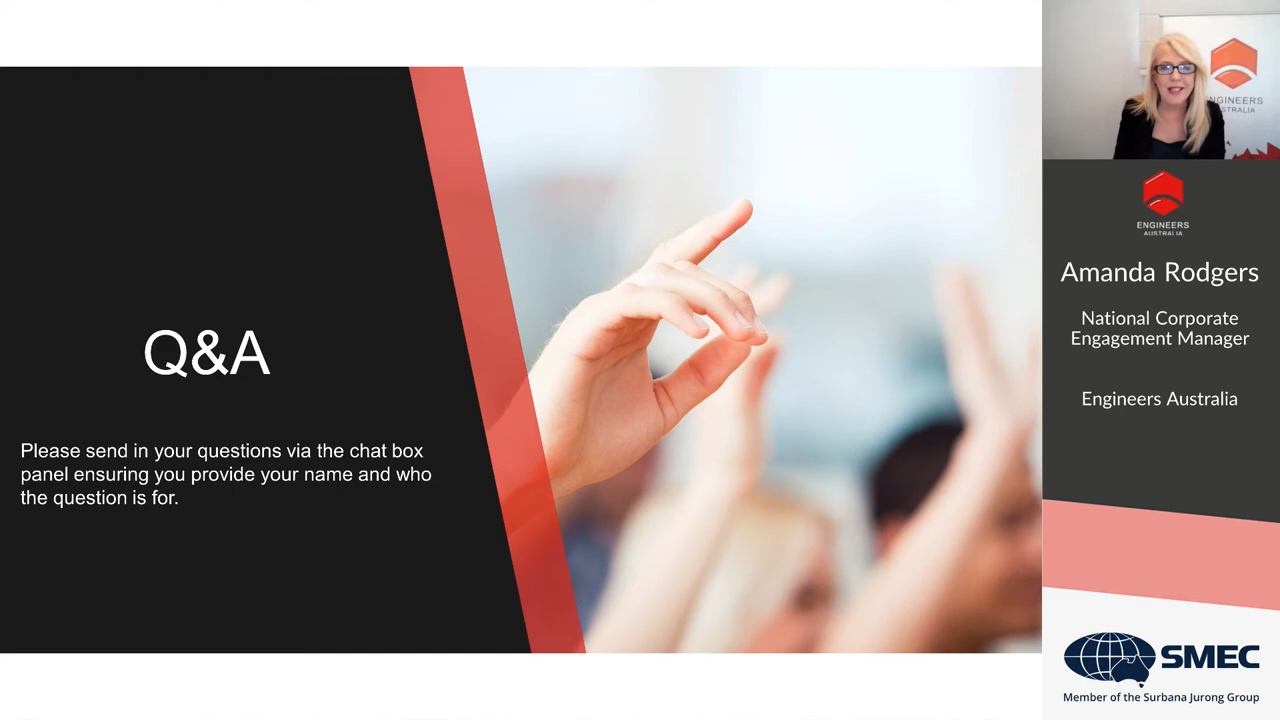 Q&A
Please send in your questions via the chat box
panel ensuring you provide your name and who
the question is for.
ENGINEERS
AUSTRALIA
ENGINEERS
AUSTRALIA
Amanda Rodgers
National Corporate
Engagement Manager
Engineers Australia
SMEC
Member of the Surbana Jurong Group